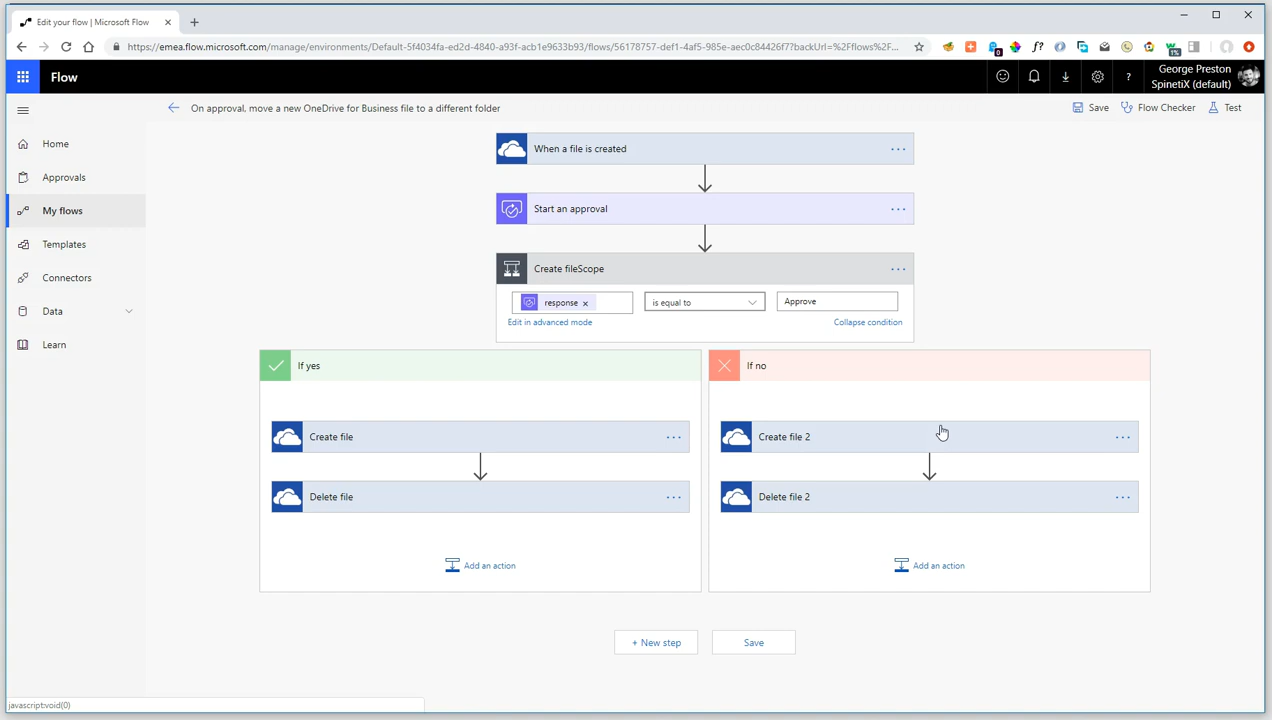 Edit your flow | Microsoft Flow
https://emea.flow.microsoft.com/manage/environments/Default-5f4034fa-ed2d-4840-a93f-acb1e9633b93/flows/56178757-def1-4af5-985e-aec0c84426f7?backUrl=%2Fflows%2F...
f?
0
1%
Flow
?
George Preston
SpinetiX (default)
On approval, move a new OneDrive for Business file to a different folder
Save
Flow Checker
Test
Home
Approvals
My flows
Templates
Connectors
Data
Learn
When a file is created
...
Start an approval
...
Create fileScope
...
response x
is equal to
Approve
Edit in advanced mode
Collapse condition
If yes
If no
Create file
...
Create file 2
...
Delete file
...
Delete file 2
...
Add an action
Add an action
+ New step
Save
javascript:void(0)